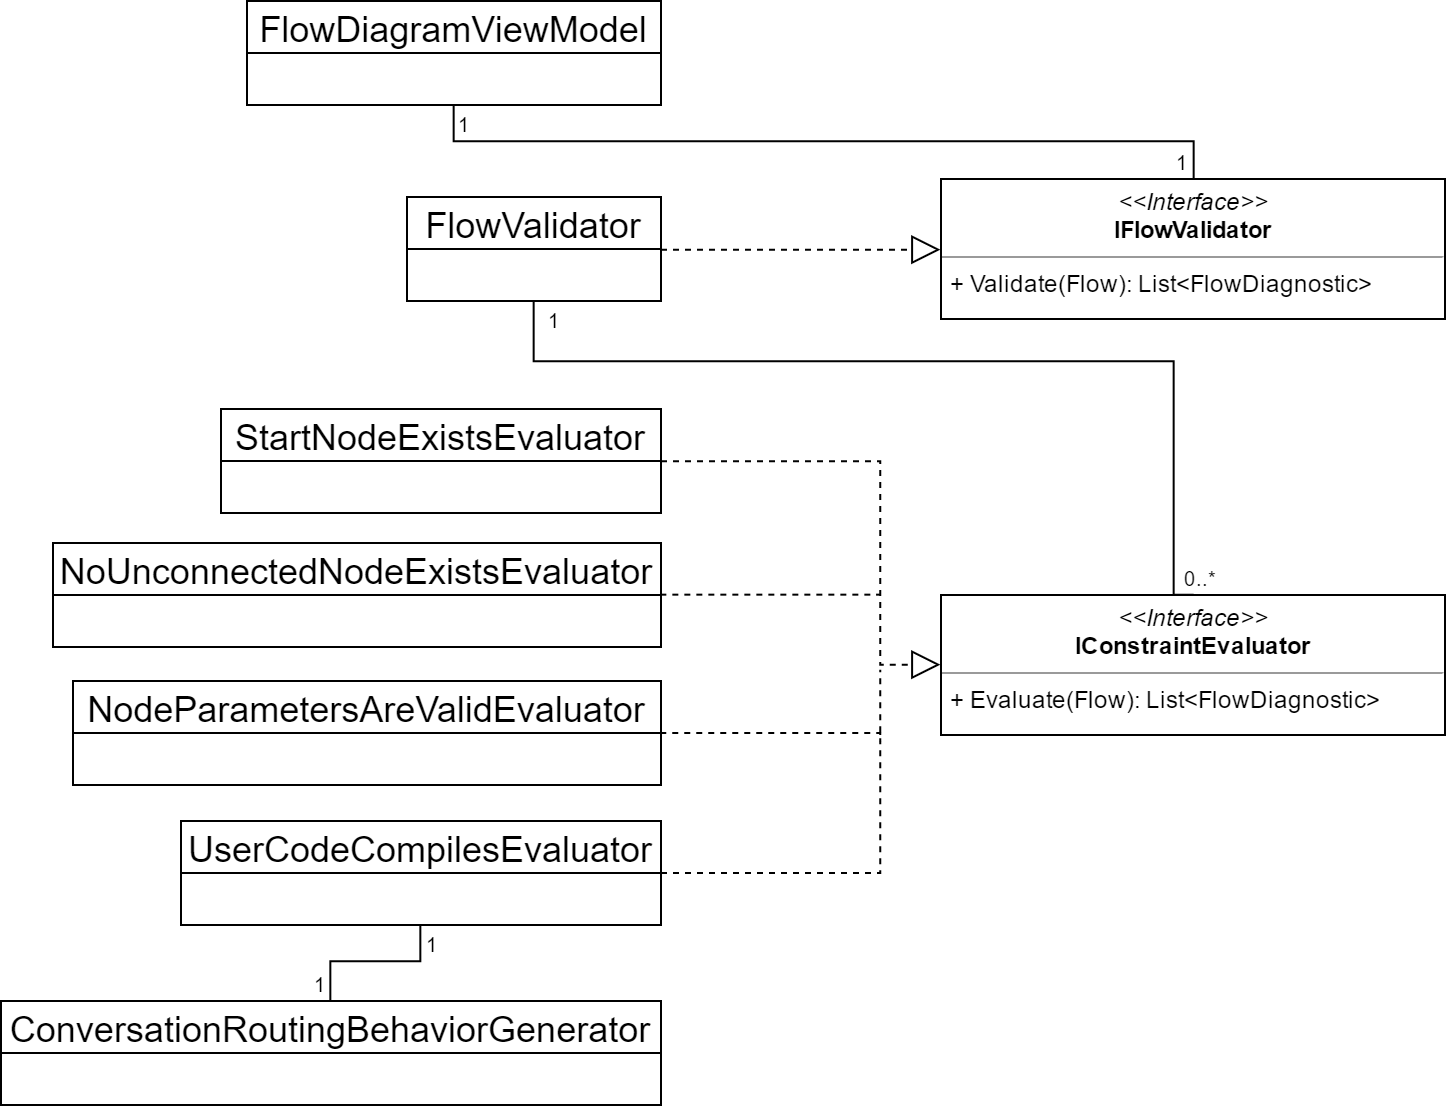 FlowDiagramViewModel
1
1
<<Interface>>
IFlowValidator
+ Validate(Flow): List<FlowDiagnostic>
FlowValidator
1
StartNodeExistsEvaluator
NoUnconnectedNodeExistsEvaluator
0..*
<<Interface>>
IConstraintEvaluator
+ Evaluate(Flow): List<FlowDiagnostic>
NodeParametersAreValidEvaluator
UserCodeCompilesEvaluator
1
1
ConversationRoutingBehaviorGenerator